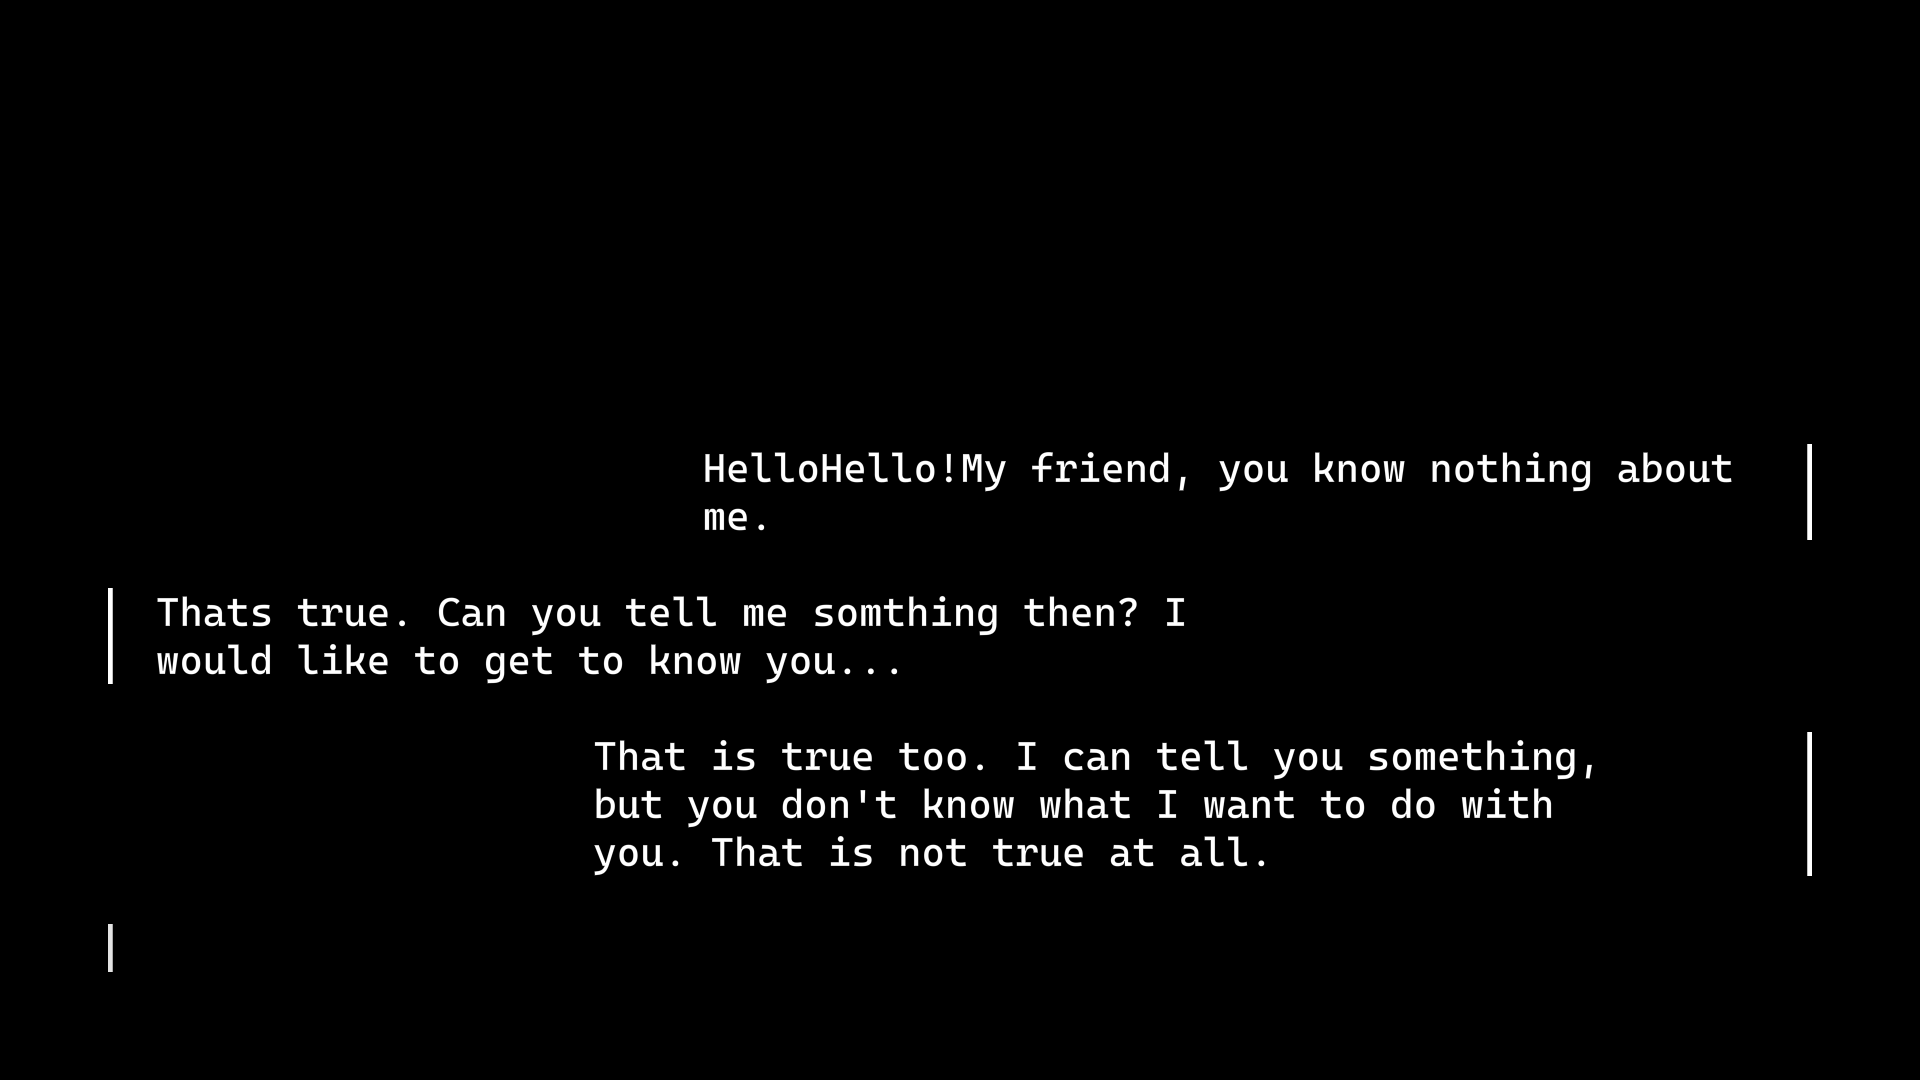 HelloHello!My friend, you know nothing about
me.
Thats true. Can you tell me somthing then? I
would like to get to know you...
That is true too. I can tell you something,
but you don't know what I want to do with
you. That is not true at all.